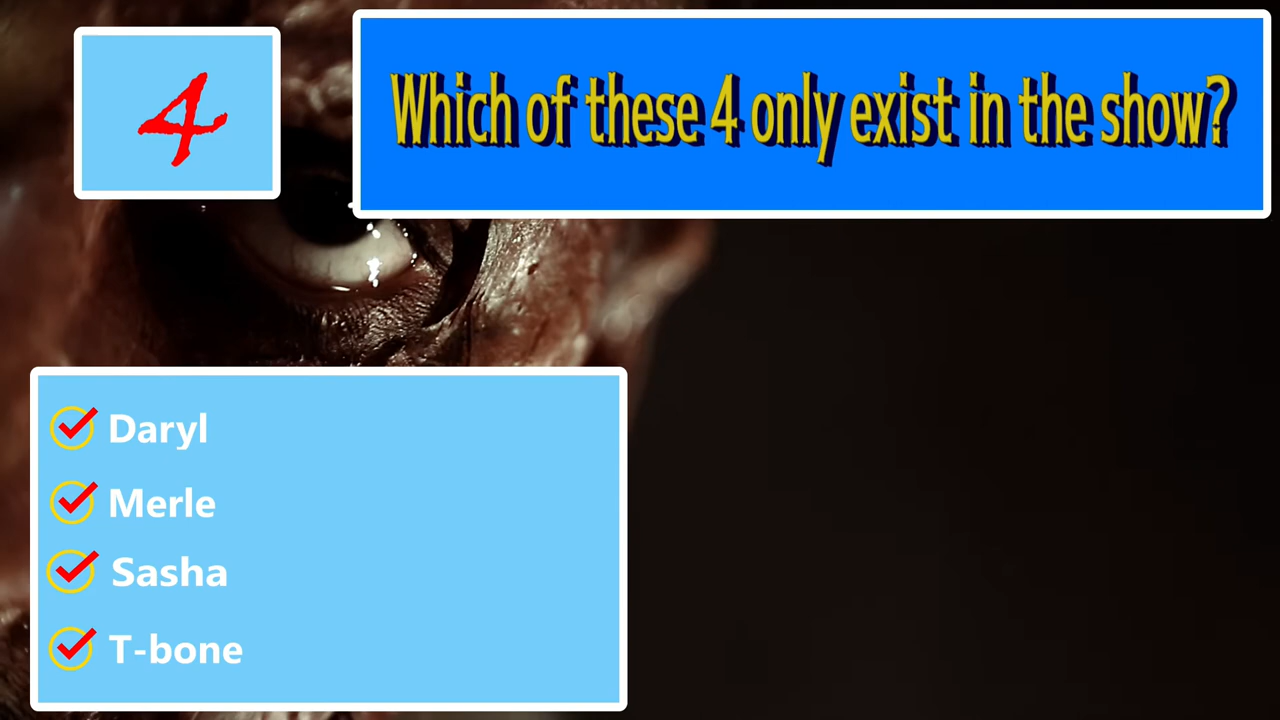 4
Which of these 4 only exist in the show?
Daryl
Merle
Sasha
T-bone